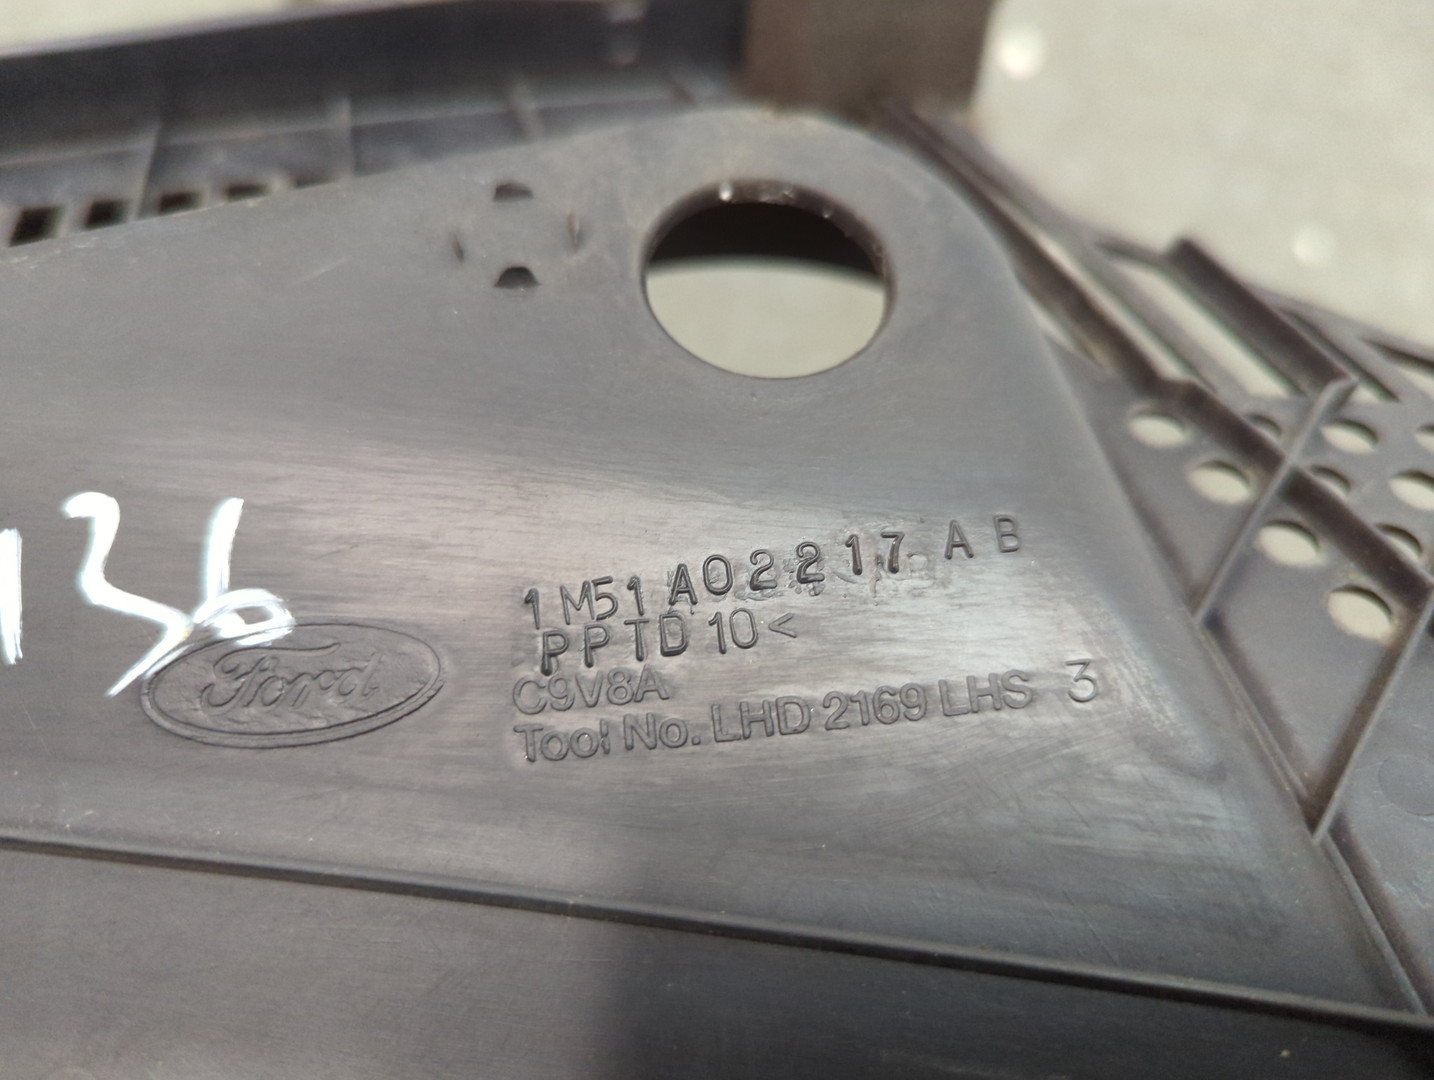 136
Ford
1M51 A02217 AB
PPTD10<
C9V8A
Tool No. LHD 2169 LHS 3